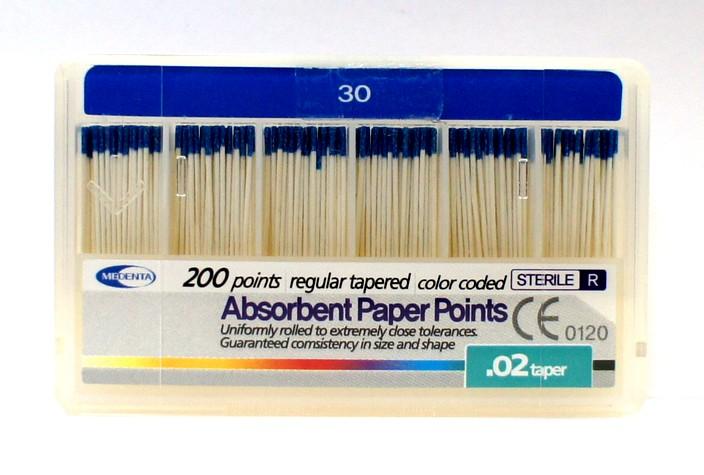 30
MEDENTA
200 points regular tapered color coded STERILE R
Absorbent Paper Points
CE 0120
Uniformly rolled to extremely close tolerances.
Guaranteed comsistency in size and shape
.02 taper